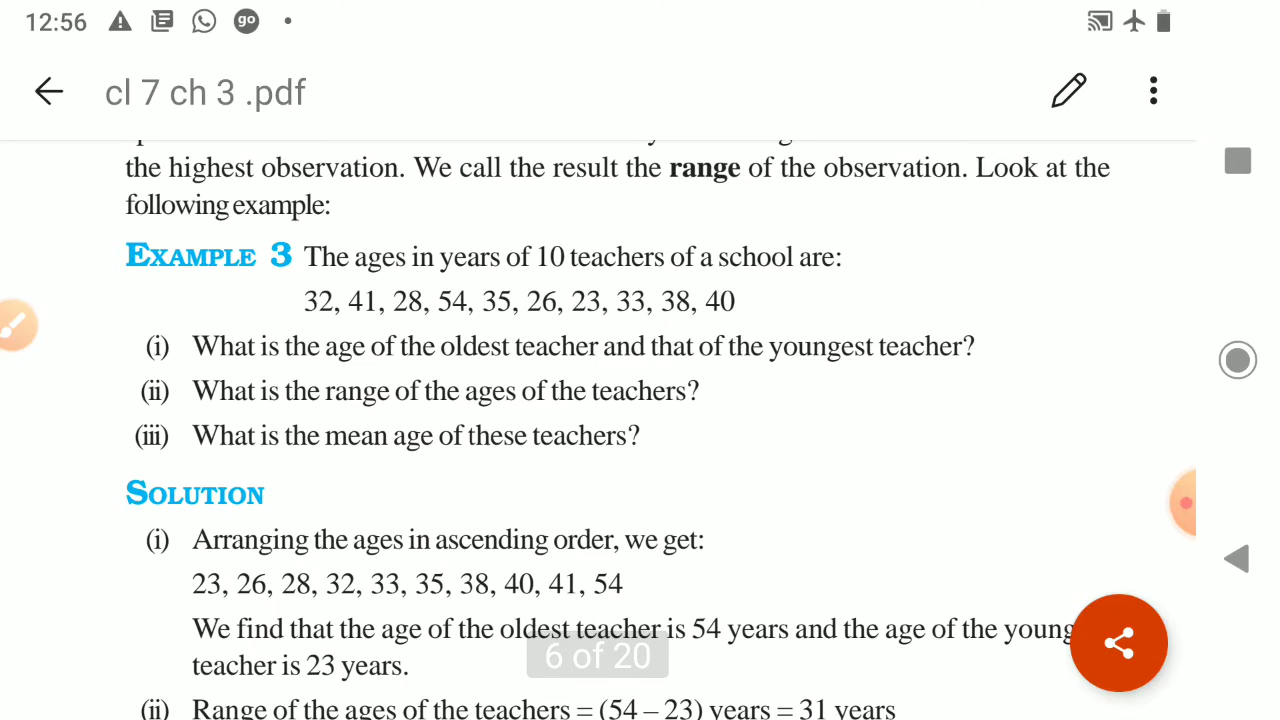 12:56 go
cl 7 ch 3 .pdf
the highest observation. We call the result the range of the observation. Look at the
following example:
EXAMPLE 3 The ages in years of 10 teachers of a school are:
32, 41, 28, 54, 35, 26, 23, 33, 38, 40
(i) What is the age of the oldest teacher and that of the youngest teacher?
(ii) What is the range of the ages of the teachers?
(iii) What is the mean age of these teachers?
SOLUTION
(i) Arranging the ages in ascending order, we get:
23, 26, 28, 32, 33, 35, 38, 40, 41, 54
We find that the age of the oldest teacher is 54 years and the age of the young
teacher is 23 years.
6 of 20
(ii) Range of the ages of the teachers = (54 – 23) years = 31 years